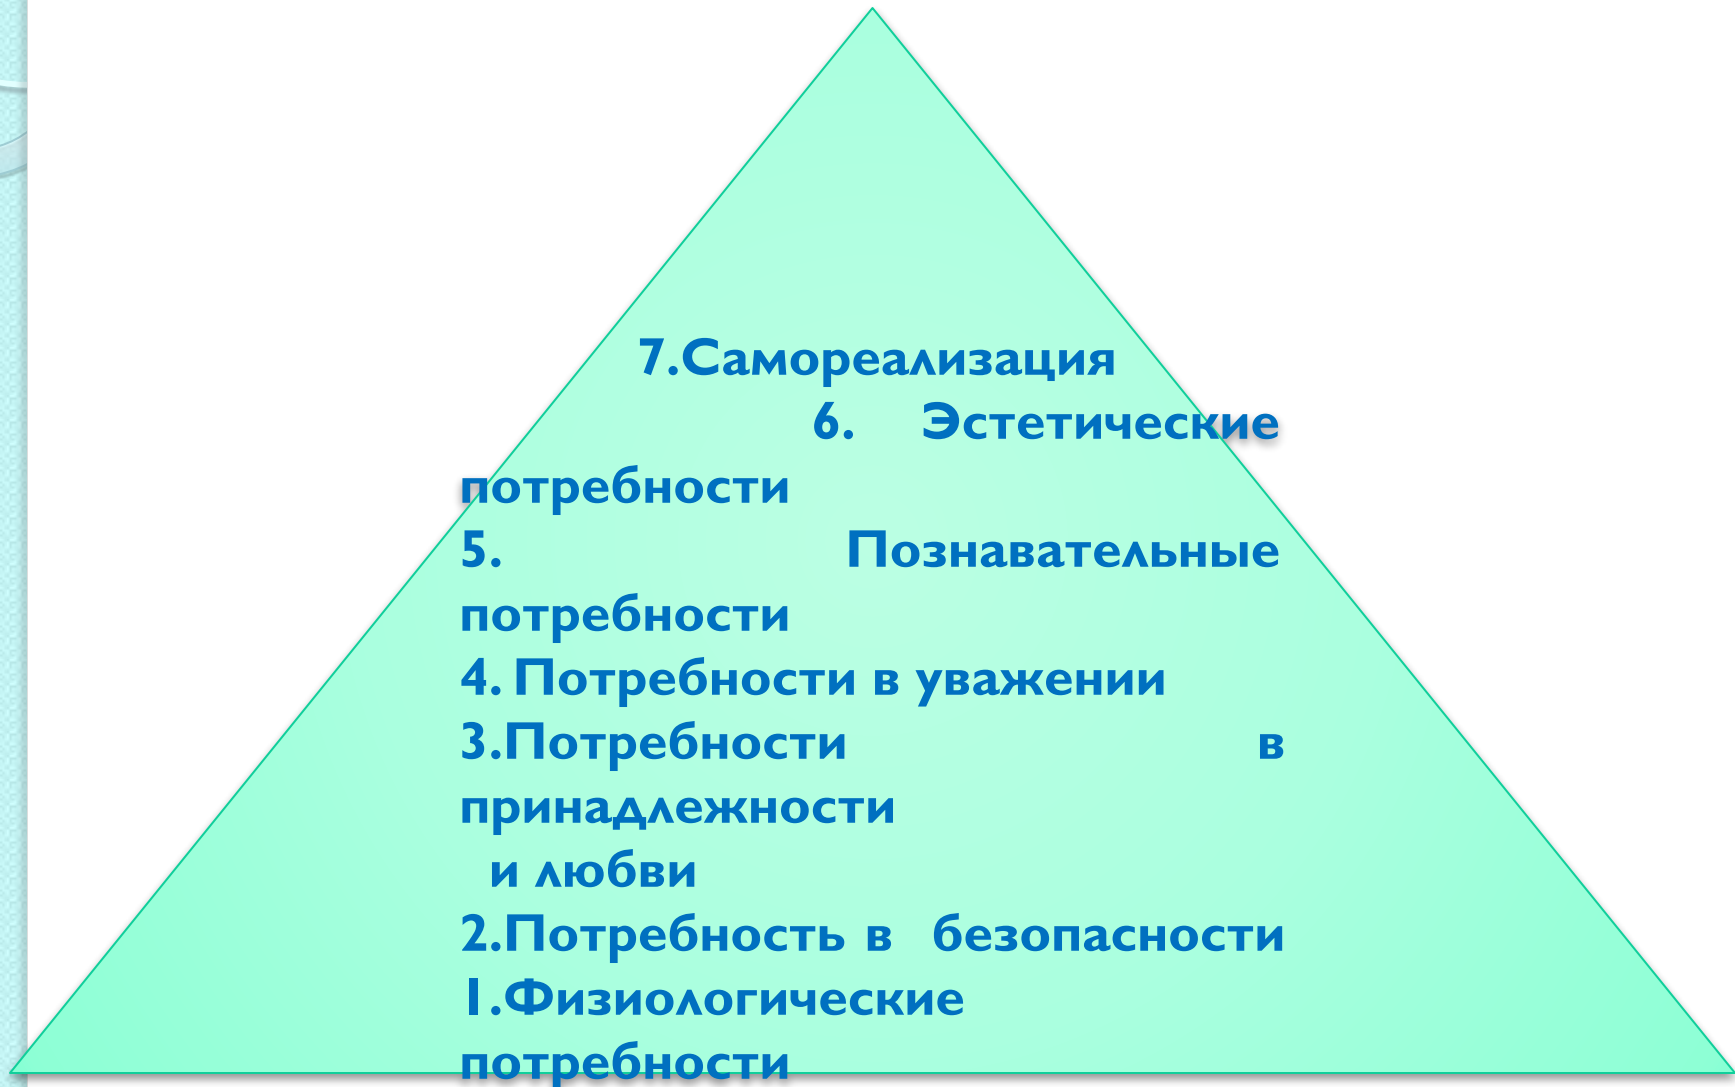 7.Самореализация
6. Эстетические
потребности
5. Познавательные
потребности
4. Потребности в уважении
3.Потребности в
принадлежности
и любви
2.Потребность в безопасности
1.Физиологические
потребности